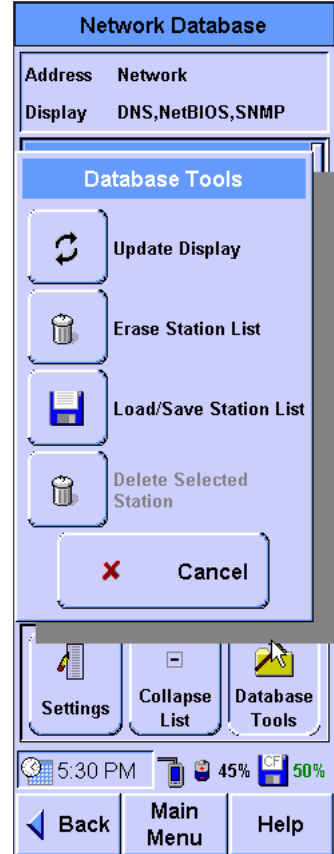 Network Database
Address Network
Display DNS,NetBIOS,SNMP
Database Tools
Update Display
Erase Station List
Load/Save Station List
Delete Selected
Station
Cancel
Settings
Collapse
List
Database
Tools
5:30 PM 45% CF 50%
Back
Main
Menu
Help